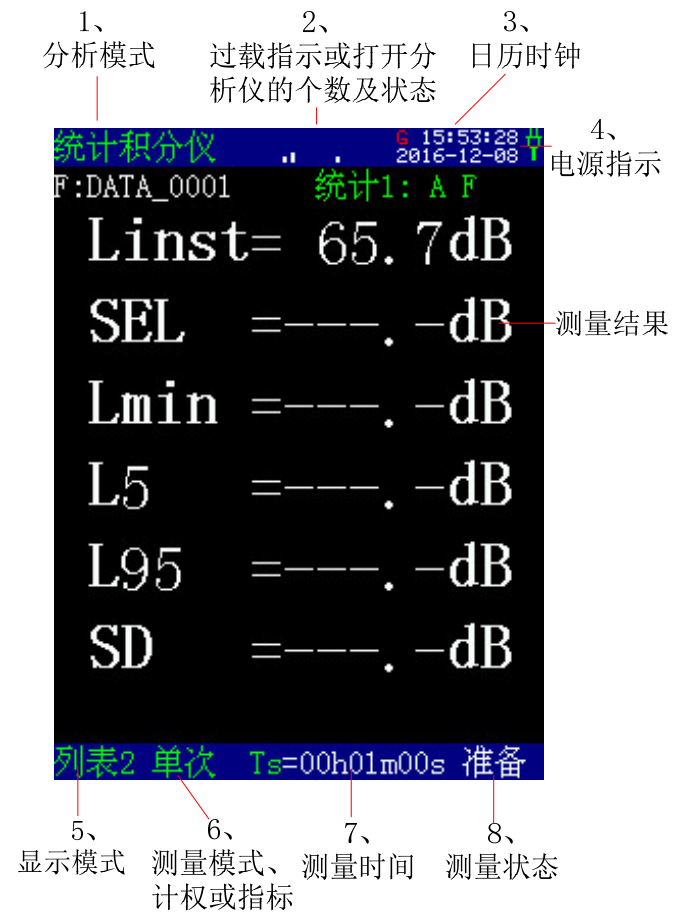 1、
分析模式
2、
过载指示或打开分
析仪的个数及状态
3、
日历时钟
4、
电源指示
统计积分仪
G 15:53:28
2016-12-08
F:DATA_0001
统计1: A F
Linst= 65.7dB
SEL =---.-dB
测量结果
Lmin =---.-dB
L5 =---.-dB
L95 =---.-dB
SD =---.-dB
列表2 单次 Ts=00h01m00s 准备
5、
显示模式
6、
测量模式、
计权或指标
7、
测量时间
8、
测量状态